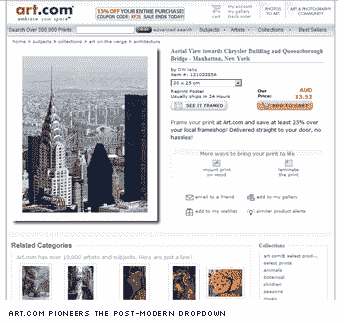 art.com
embrace your space
15% OFF YOUR ENTIRE PURCHASE!
COUPON CODE: SALE ENDS TODAY!
my account
my gallery
track order
cart
PHOTOS TO ART
ART & PHOTOGRAPHY COMMUNITY
Search Over 500,000 Prints:
advanced search
Subjects
Artists
Collections
Best Sellers
home > subjects > collections > art on the verge > architecture
Aerial View towards Chrysler Building and Queensborough
Bridge - Manhattan, New York
by DW labs
Item #: 12103385A
20 x 25 cm
Reprint Poster
Usually ships in 24 Hours
Our Price:
AUD
13.52
SEE IT FRAMED
ADD TO CART
Frame your print at Art.com and save at least 25% over
your local frameshop! Delivered straight to your door, no
hassles!
More ways to bring your print to life
mount print
on wood
laminate
the print
email to a friend
add to my gallery
add to my wishlist
similar product alerts
Related Categories
Art.com has over 10,000 artists and subjects. Here are just a few!
Collections
art.com® select prod...
select prints
animals
botanical
children
seasons
ART.COM PIONEERS THE POST-MODERN DROPDOWN